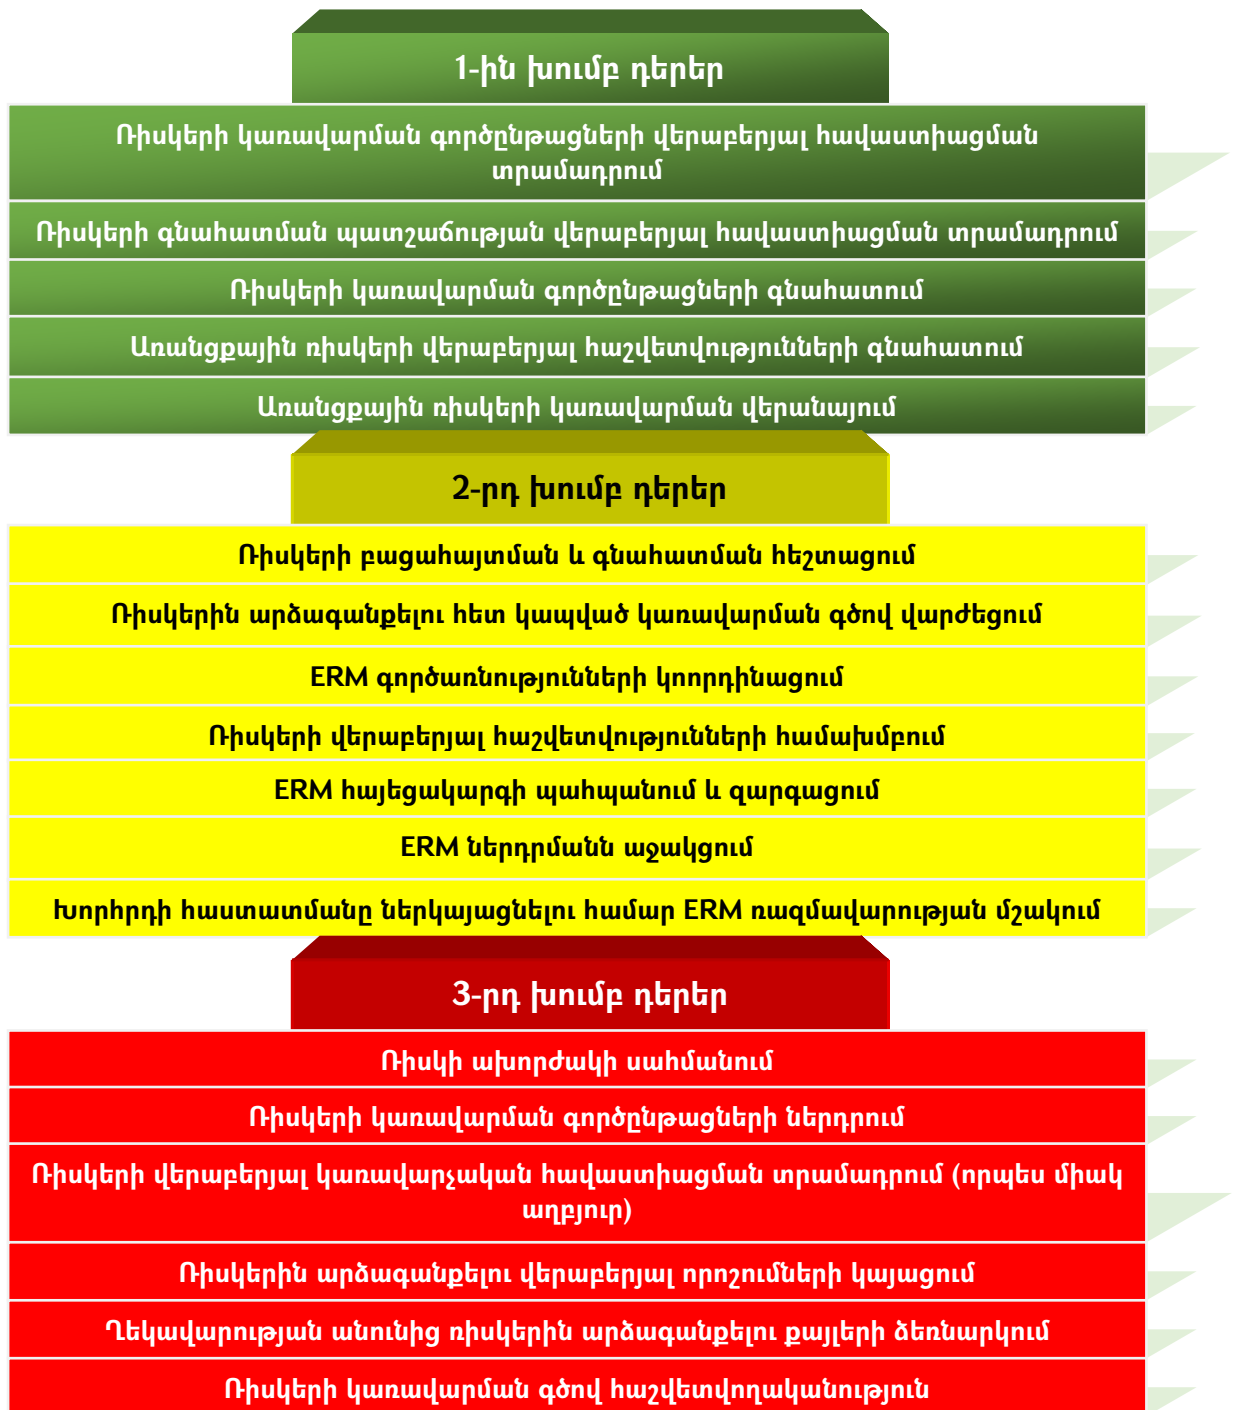 1-ին խումբ դերեր
Ռիսկերի կառավարման գործընթացների վերաբերյալ հավաստիացման
տրամադրում
Ռիսկերի գնահատման պատշաճության վերաբերյալ հավաստիացման տրամադրում
Ռիսկերի կառավարման գործընթացների գնահատում
Առանցքային ռիսկերի վերաբերյալ հաշվետվությունների գնահատում
Առանցքային ռիսկերի կառավարման վերանայում
2-րդ խումբ դերեր
Ռիսկերի բացահայտման և գնահատման հեշտացում
Ռիսկերին արձագանքելու հետ կապված կառավարման գծով վարժեցում
ERM գործառնությունների կոորդինացում
Ռիսկերի վերաբերյալ հաշվետվությունների համախմբում
ERM հայեցակարգի պահպանում և զարգացում
ERM ներդրմանն աջակցում
Խորհրդի հաստատմանը ներկայացնելու համար ERM ռազմավարության մշակում
3-րդ խումբ դերեր
Ռիսկի ախորժակի սահմանում
Ռիսկերի կառավարման գործընթացների ներդրում
Ռիսկերի վերաբերյալ կառավարչական հավաստիացման տրամադրում (որպես միակ
աղբյուր)
Ռիսկերին արձագանքելու վերաբերյալ որոշումների կայացում
Ղեկավարության անունից ռիսկերին արձագանքելու քայլերի ձեռնարկում
Ռիսկերի կառավարման գծով հաշվետվողականություն